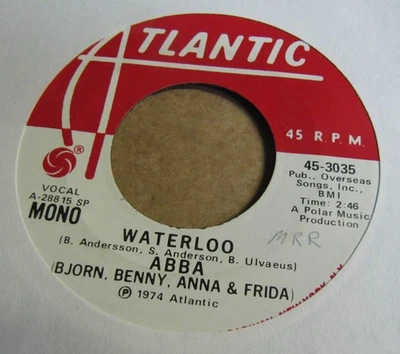 ATLANTIC
45 R.P.M.
45-3035
Pub., Overseas
Songs, Inc.,
BMI
Time: 2:46
A Polar Music
Production
VOCAL
A-28815 SP
MONO
MRR
WATERLOO
(B. Andersson, S. Anderson, B. Ulvaeus)
ABBA
(BJORN, BENNY, ANNA & FRIDA)
Ⓟ 1974 Atlantic